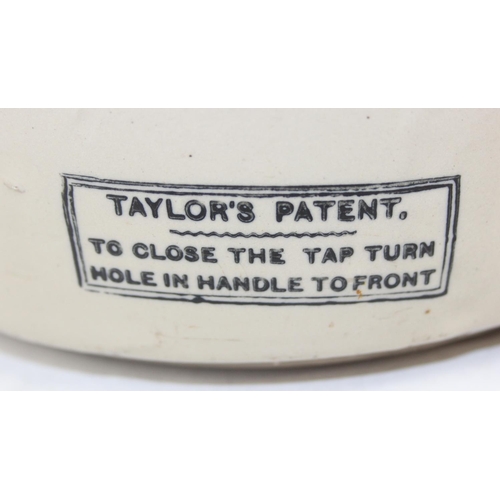 TAYLOR'S PATENT.
TO CLOSE THE TAP TURN
HOLE IN HANDLE TO FRONT